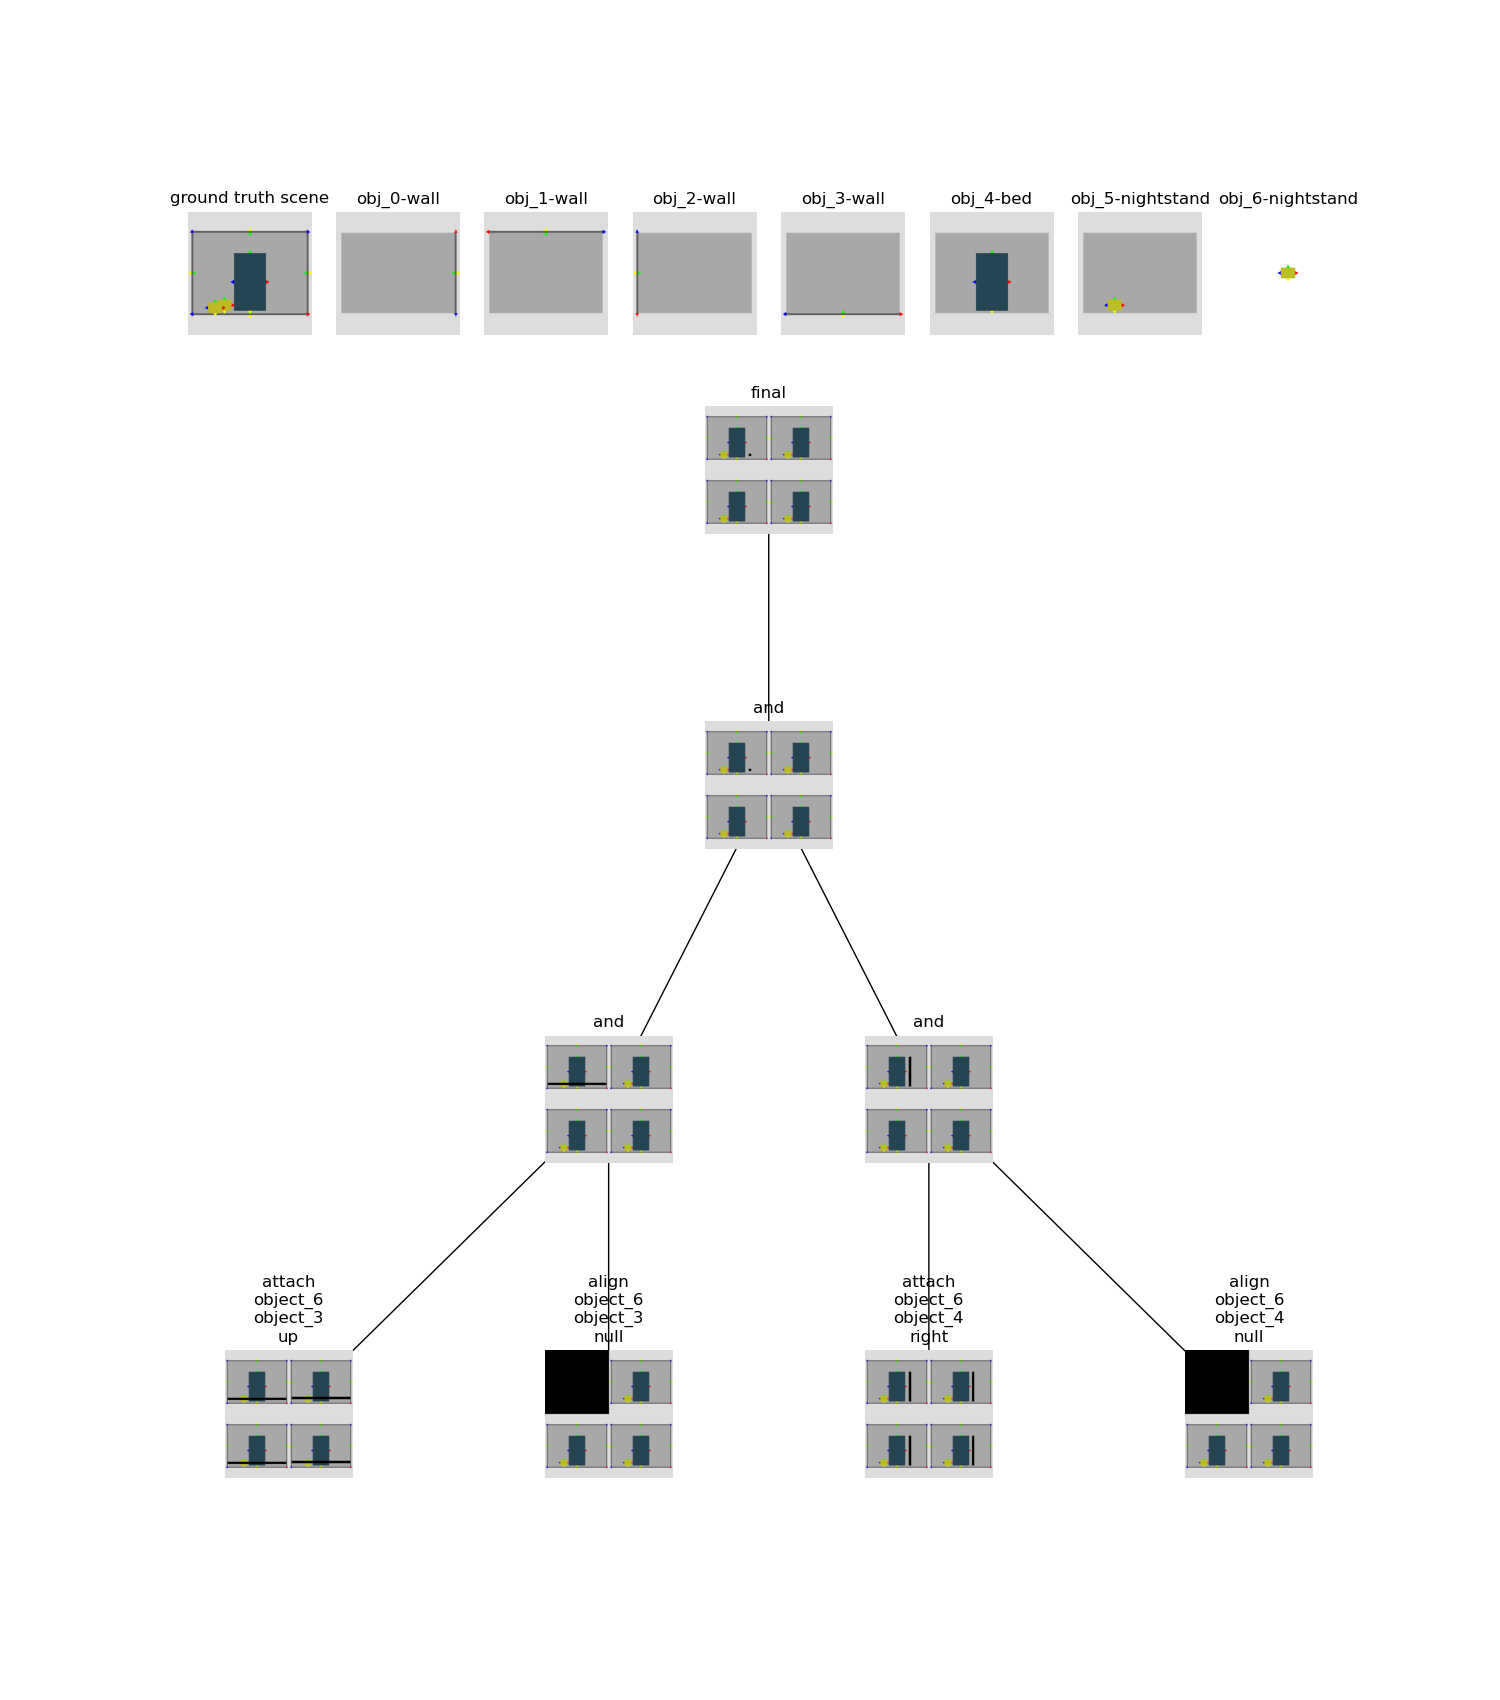 ground truth scene
obj_0-wall
obj_1-wall
obj_2-wall
obj_3-wall
obj_4-bed
obj_5-nightstand
obj_6-nightstand
final
and
and
and
attach
object_6
object_3
up
align
object_6
object_3
null
attach
object_6
object_4
right
align
object_6
object_4
null